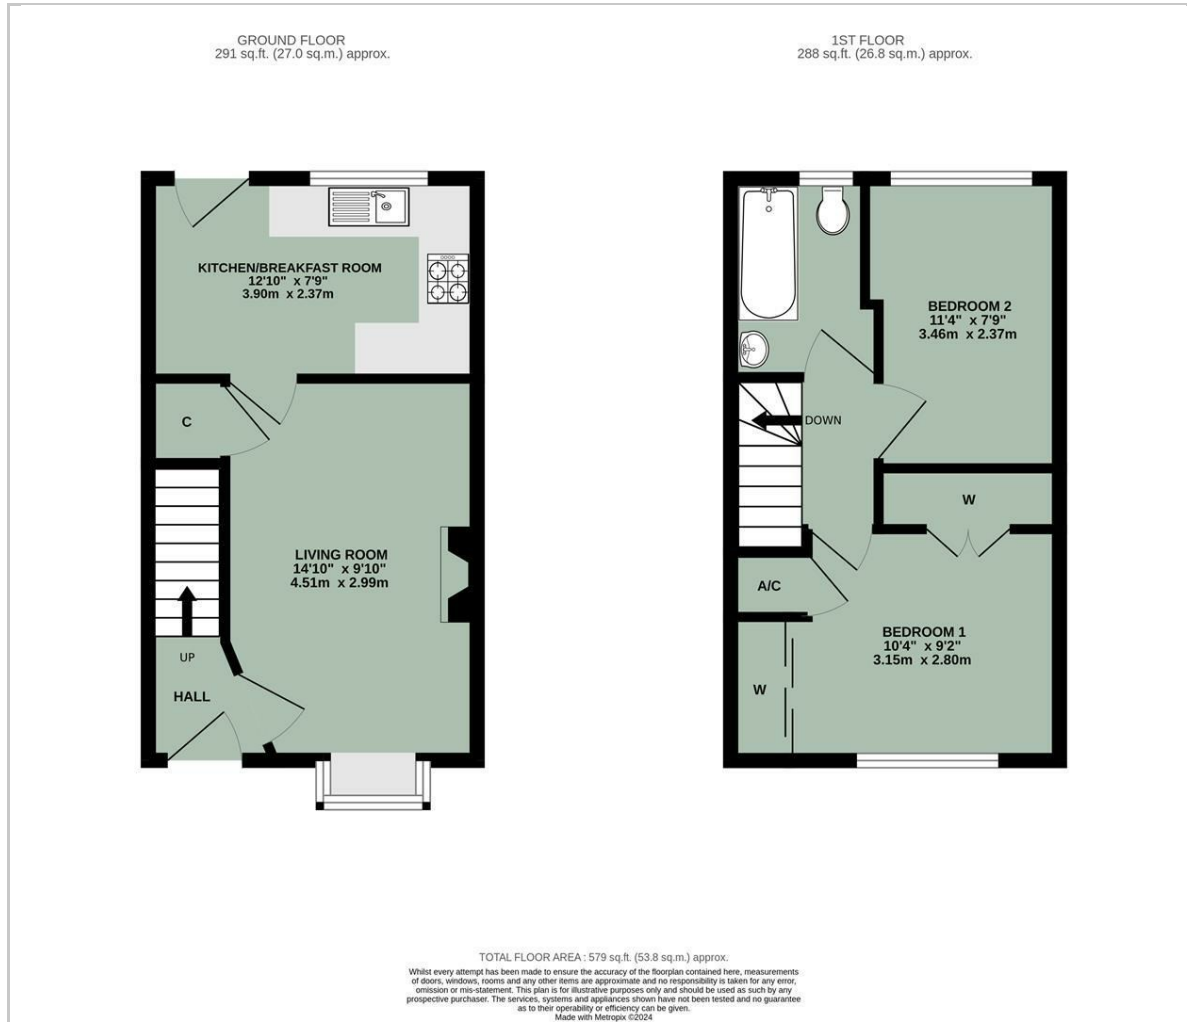 GROUND FLOOR
291 sq.ft. (27.0 sq.m.) approx.
1ST FLOOR
288 sq.ft. (26.8 sq.m.) approx.
KITCHEN/BREAKFAST ROOM
12'10" x 7'9"
3.90m x 2.37m
C
LIVING ROOM
14'10" x 9'10"
4.51m x 2.99m
UP
HALL
BEDROOM 2
11'4" x 7'9"
3.46m x 2.37m
DOWN
W
A/C
BEDROOM 1
10'4" x 9'2"
3.15m x 2.80m
W
TOTAL FLOOR AREA : 579 sq.ft. (53.8 sq.m.) approx.
Whilst every attempt has been made to ensure the accuracy of the floorplan contained here, measurements
of doors, windows, rooms and any other items are approximate and no responsibility is taken for any error,
omission or mis-statement. This plan is for illustrative purposes only and should be used as such by any
prospective purchaser. The services, systems and appliances shown have not been tested and no guarantee
as to their operability or efficiency can be given.
Made with Metropix ©2024